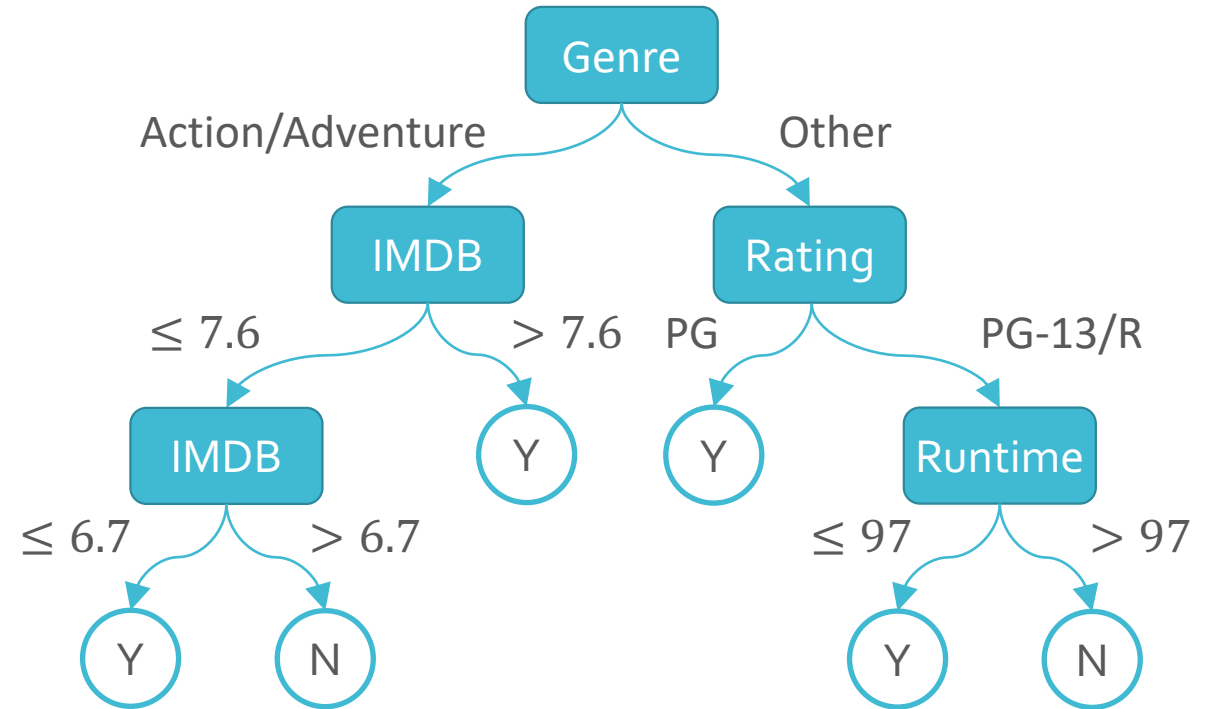 Genre
Action/Adventure
Other
IMDB
Rating
≤ 7.6
> 7.6
PG
PG-13/R
IMDB
Y
Y
Runtime
≤ 6.7
> 6.7
≤ 97
> 97
Y
N
Y
N